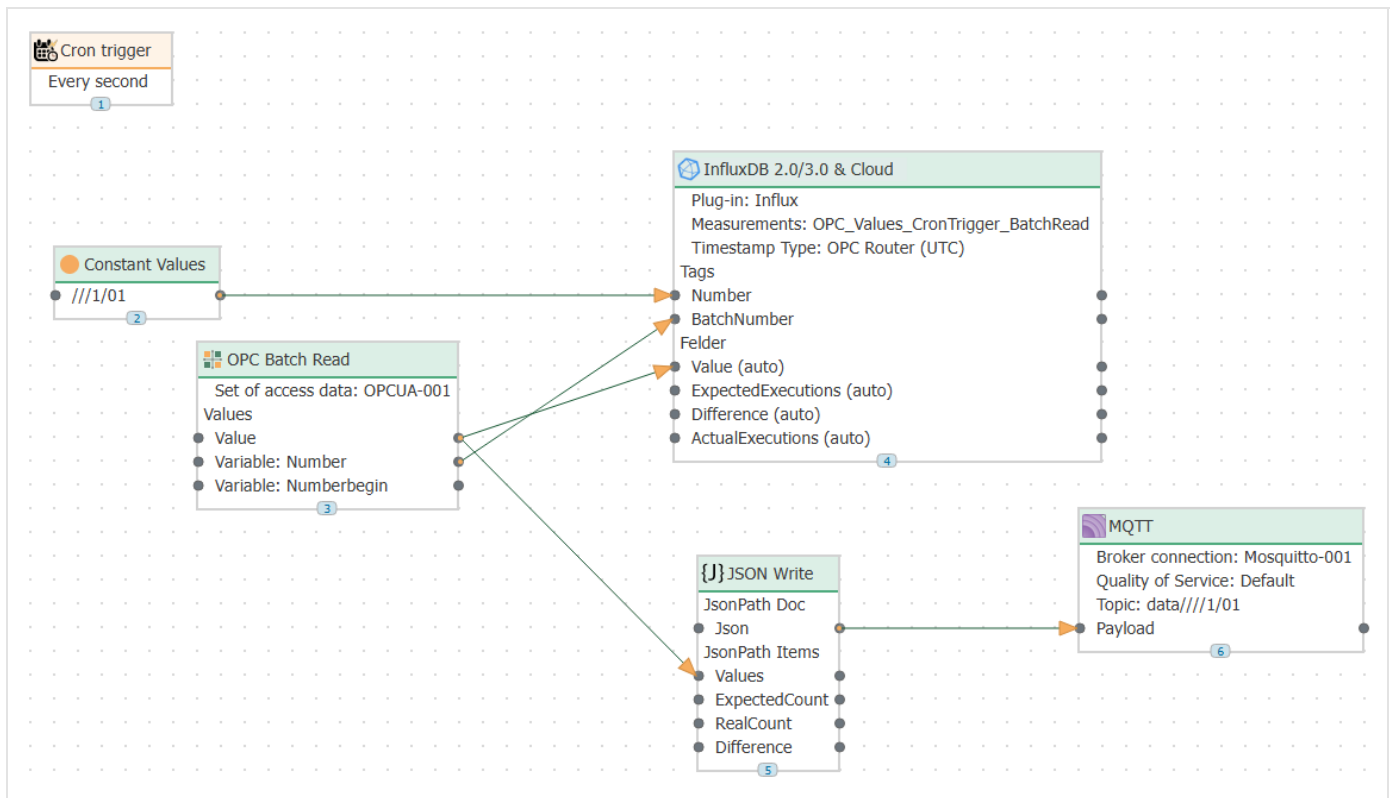 Cron trigger
Every second
1
InfluxDB 2.0/3.0 & Cloud
Plug-in: Influx
Measurements: OPC_Values_CronTrigger_BatchRead
Timestamp Type: OPC Router (UTC)
Tags
Number
BatchNumber
Felder
Value (auto)
ExpectedExecutions (auto)
Difference (auto)
ActualExecutions (auto)
4
Constant Values
///1/01
2
OPC Batch Read
Set of access data: OPCUA-001
Values
Value
Variable: Number
Variable: Numberbegin
3
{J} JSON Write
JsonPath Doc
Json
JsonPath Items
Values
ExpectedCount
RealCount
Difference
5
MQTT
Broker connection: Mosquitto-001
Quality of Service: Default
Topic: data////1/01
Payload
6